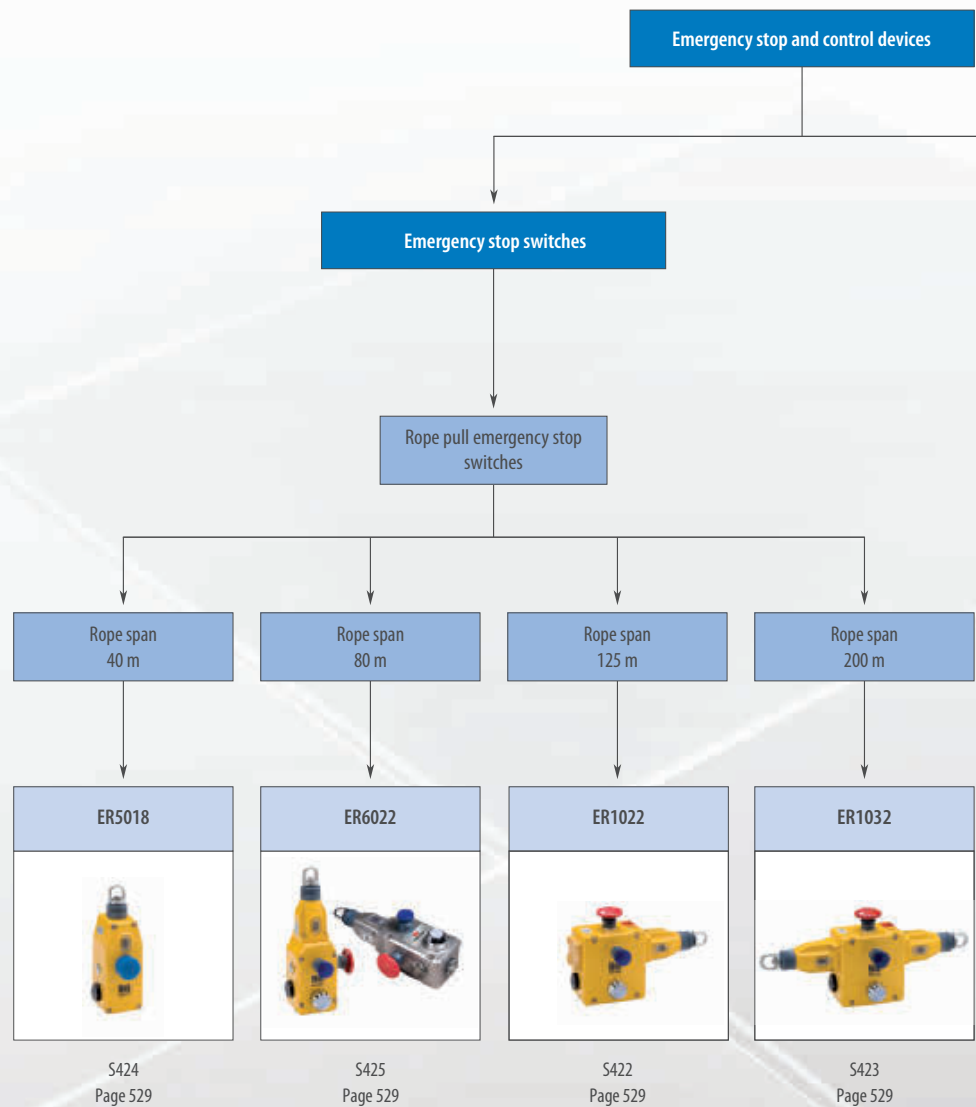 Emergency stop and control devices
Emergency stop switches
Rope pull emergency stop
switches
Rope span
40 m
Rope span
80 m
Rope span
125 m
Rope span
200 m
ER5018
ER6022
ER1022
ER1032
S424
Page 529
S425
Page 529
S422
Page 529
S423
Page 529